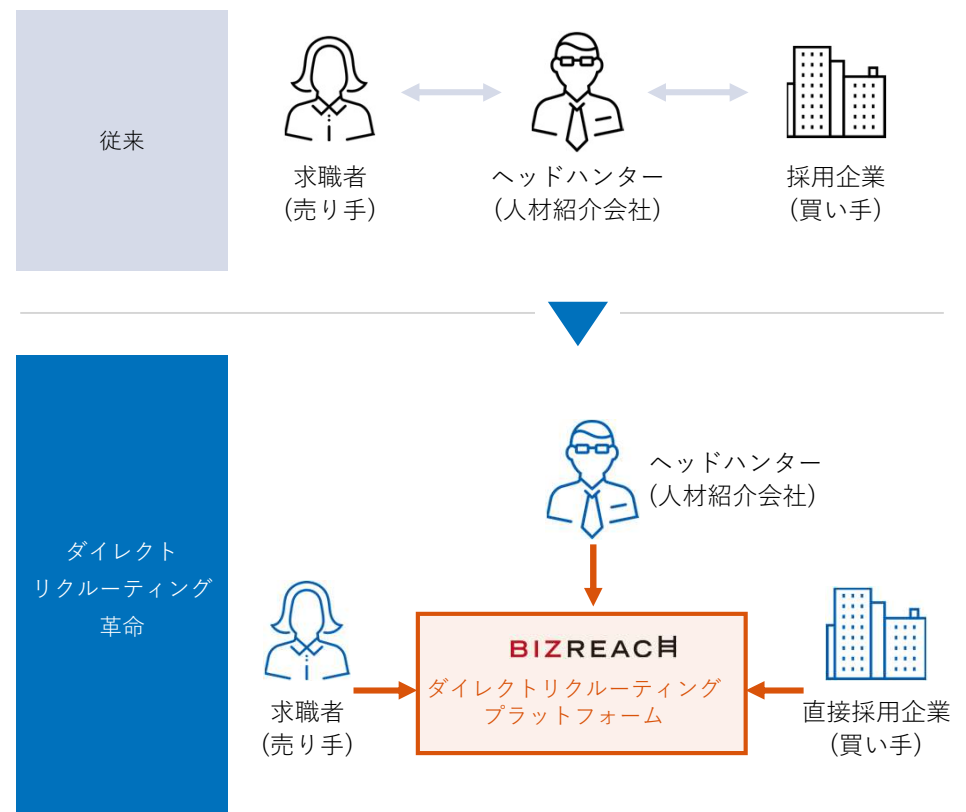 従来
求職者
(売り手)
ヘッドハンター
(人材紹介会社)
採用企業
(買い手)
ダイレクト
リクルーティング
革命
ヘッドハンター
(人材紹介会社)
求職者
(売り手)
BIZREACH
ダイレクトリクルーティング
プラットフォーム
直接採用企業
(買い手)